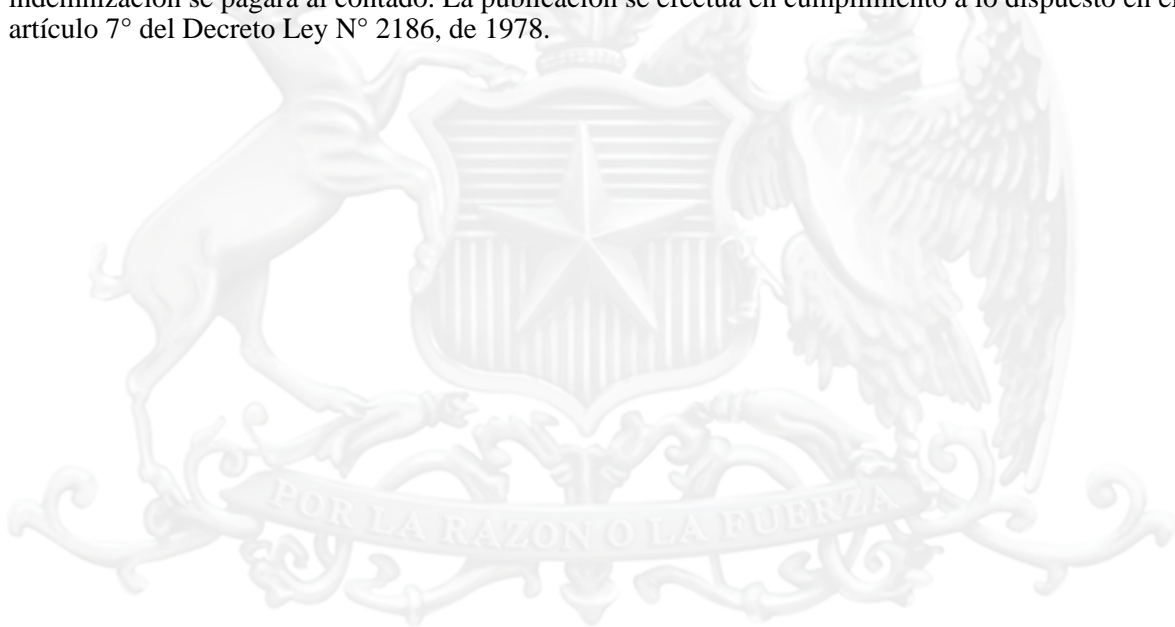 indemnización se pagará al contado. La publicación se efectúa en cumplimiento a lo dispuesto en el
artículo 7° del Decreto Ley N° 2186, de 1978.
POR LA RAZON O LA FUERZA